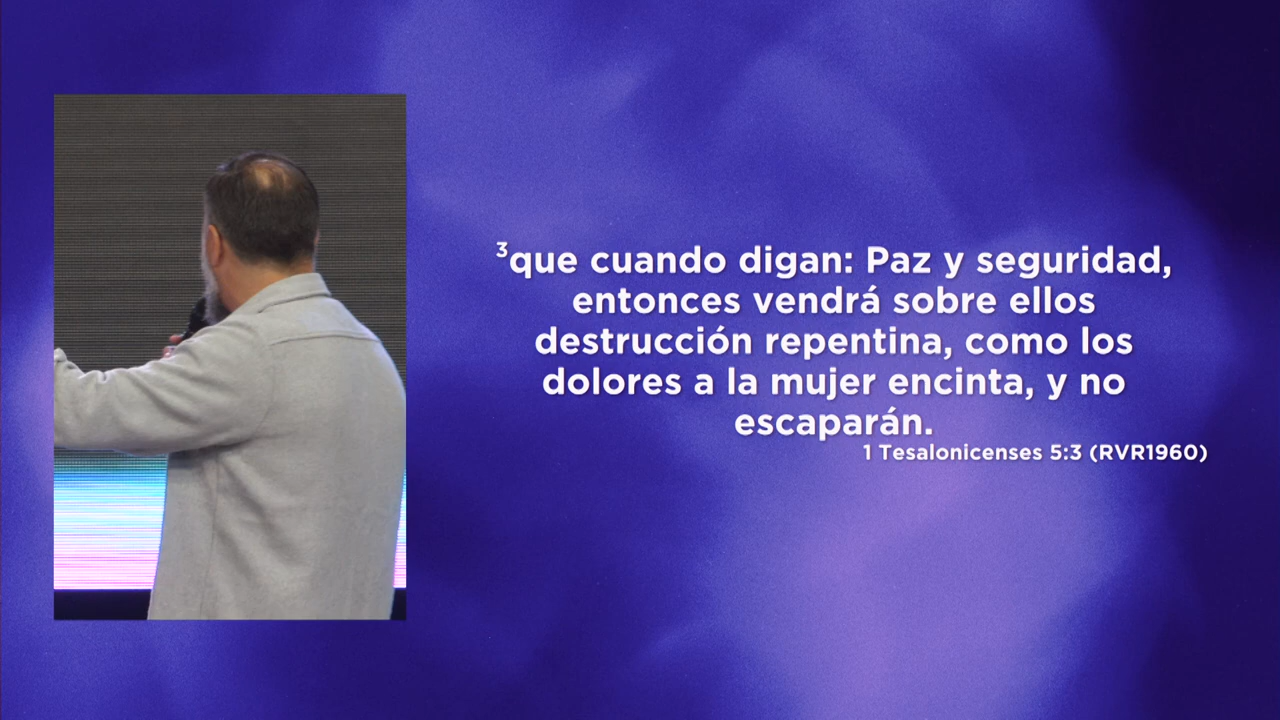 ³que cuando digan: Paz y seguridad,
entonces vendrá sobre ellos
destrucción repentina, como los
dolores a la mujer encinta, y no
escaparán.
1 Tesalonicenses 5:3 (RVR1960)